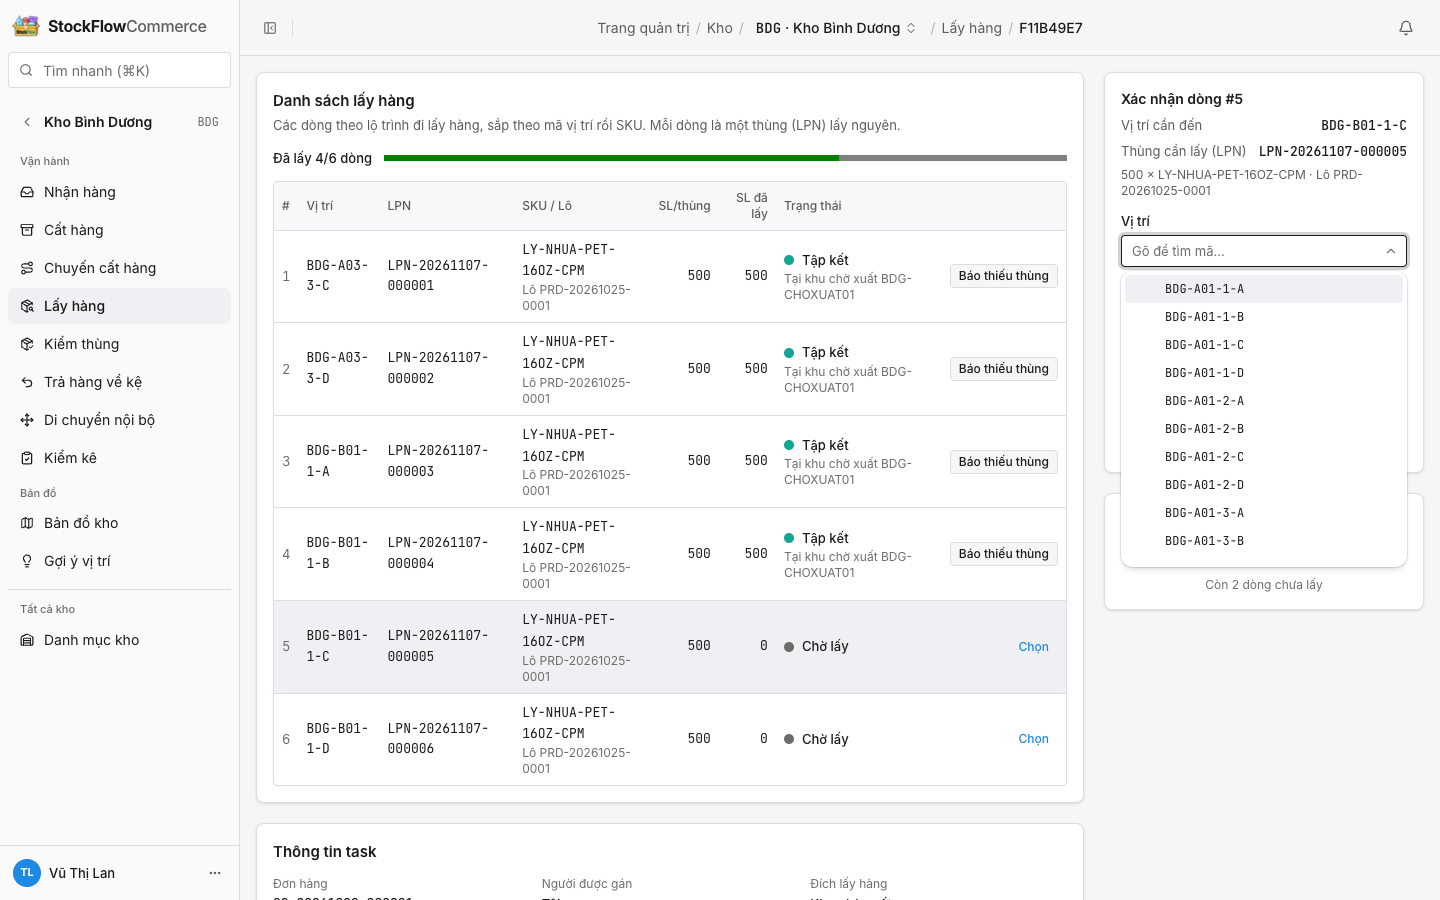 StockFlowCommerce
Tìm nhanh (⌘K)
Kho Bình Dương BDG
Vận hành
Nhận hàng
Cất hàng
Chuyến cất hàng
Lấy hàng
Kiểm thùng
Trả hàng về kệ
Di chuyển nội bộ
Kiểm kê
Bản đồ
Bản đồ kho
Gợi ý vị trí
Tất cả kho
Danh mục kho
TL Vũ Thị Lan
Trang quản trị / Kho / BDG · Kho Bình Dương / Lấy hàng / F11B49E7
Danh sách lấy hàng
Các dòng theo lộ trình đi lấy hàng, sắp theo mã vị trí rồi SKU. Mỗi dòng là một thùng (LPN) lấy nguyên.
Đã lấy 4/6 dòng
# Vị trí LPN SKU / Lô SL/thùng SL đã lấy Trạng thái
1 BDG-A03-3-C LPN-20261107-000001 LY-NHUA-PET-16OZ-CPM Lô PRD-20261025-0001 500 500 Tập kết Tại khu chờ xuất BDG-CHOXUAT01 Báo thiếu thùng
2 BDG-A03-3-D LPN-20261107-000002 LY-NHUA-PET-16OZ-CPM Lô PRD-20261025-0001 500 500 Tập kết Tại khu chờ xuất BDG-CHOXUAT01 Báo thiếu thùng
3 BDG-B01-1-A LPN-20261107-000003 LY-NHUA-PET-16OZ-CPM Lô PRD-20261025-0001 500 500 Tập kết Tại khu chờ xuất BDG-CHOXUAT01 Báo thiếu thùng
4 BDG-B01-1-B LPN-20261107-000004 LY-NHUA-PET-16OZ-CPM Lô PRD-20261025-0001 500 500 Tập kết Tại khu chờ xuất BDG-CHOXUAT01 Báo thiếu thùng
5 BDG-B01-1-C LPN-20261107-000005 LY-NHUA-PET-16OZ-CPM Lô PRD-20261025-0001 500 0 Chờ lấy Chọn
6 BDG-B01-1-D LPN-20261107-000006 LY-NHUA-PET-16OZ-CPM Lô PRD-20261025-0001 500 0 Chờ lấy Chọn
Thông tin task
Đơn hàng Người được gán Đích lấy hàng
Xác nhận dòng #5
Vị trí cần đến BDG-B01-1-C
Thùng cần lấy (LPN) LPN-20261107-000005
500 × LY-NHUA-PET-16OZ-CPM · Lô PRD-
20261025-0001
Vị trí
Gõ để tìm mã...
BDG-A01-1-A
BDG-A01-1-B
BDG-A01-1-C
BDG-A01-1-D
BDG-A01-2-A
BDG-A01-2-B
BDG-A01-2-C
BDG-A01-2-D
BDG-A01-3-A
BDG-A01-3-B
Còn 2 dòng chưa lấy